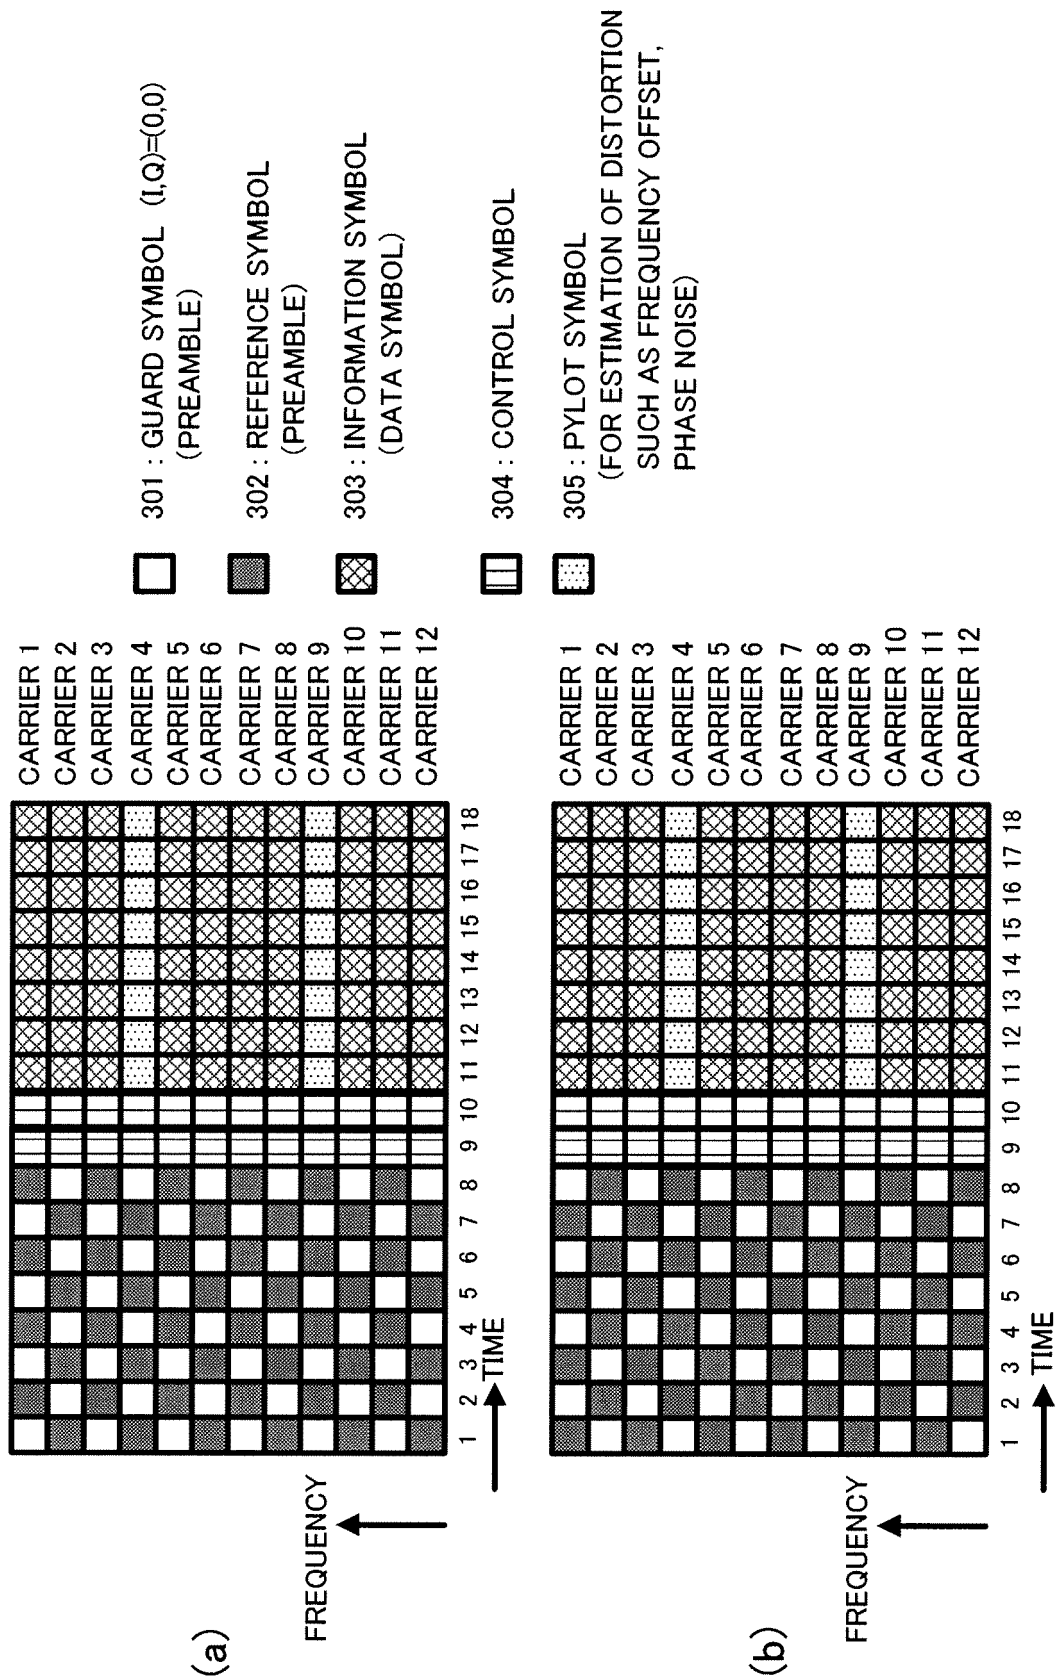 (a)
FREQUENCY
TIME
1 2 3 4 5 6 7 8 9 10 11 12 13 14 15 16 17 18
CARRIER 1
CARRIER 2
CARRIER 3
CARRIER 4
CARRIER 5
CARRIER 6
CARRIER 7
CARRIER 8
CARRIER 9
CARRIER 10
CARRIER 11
CARRIER 12
(b)
FREQUENCY
TIME
1 2 3 4 5 6 7 8 9 10 11 12 13 14 15 16 17 18
CARRIER 1
CARRIER 2
CARRIER 3
CARRIER 4
CARRIER 5
CARRIER 6
CARRIER 7
CARRIER 8
CARRIER 9
CARRIER 10
CARRIER 11
CARRIER 12
301 : GUARD SYMBOL (I,Q)=(0,0)
(PREAMBLE)
302 : REFERENCE SYMBOL
(PREAMBLE)
303 : INFORMATION SYMBOL
(DATA SYMBOL)
304 : CONTROL SYMBOL
305 : PYLOT SYMBOL
(FOR ESTIMATION OF DISTORTION
SUCH AS FREQUENCY OFFSET,
PHASE NOISE)